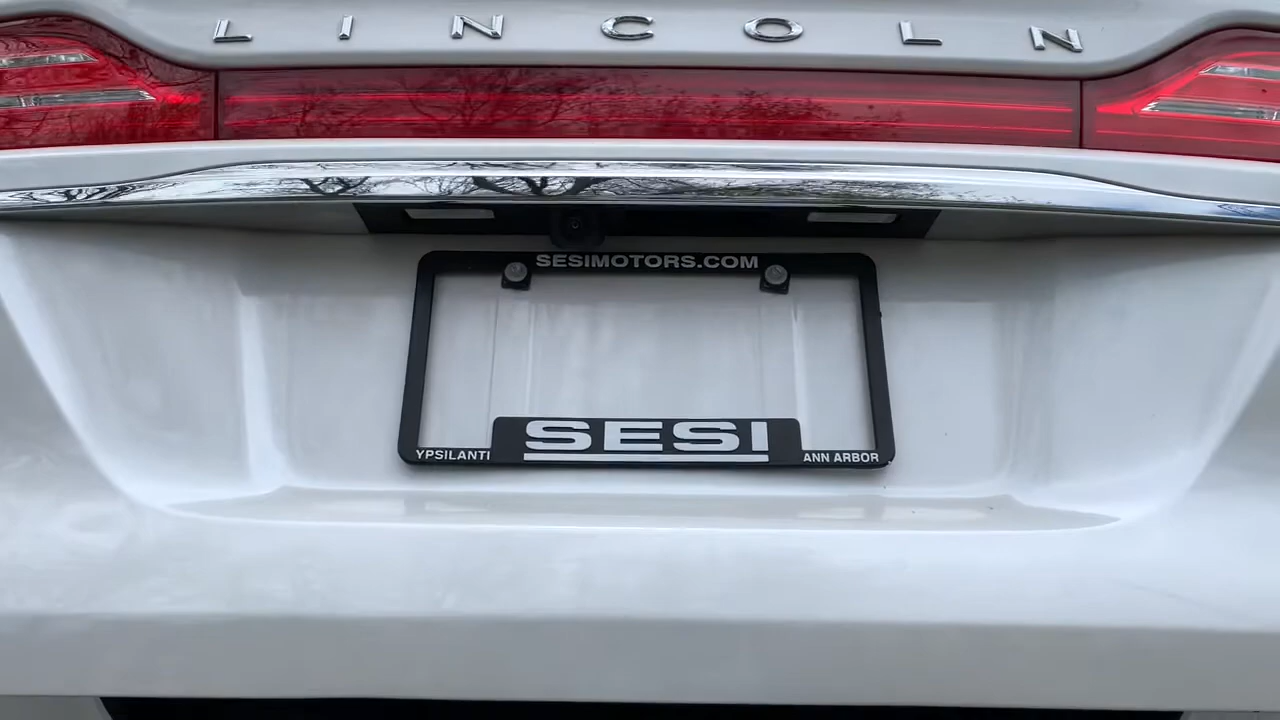 LINCOLN
SESIMOTORS.COM
SESI
YPSILANTI
ANN ARBOR